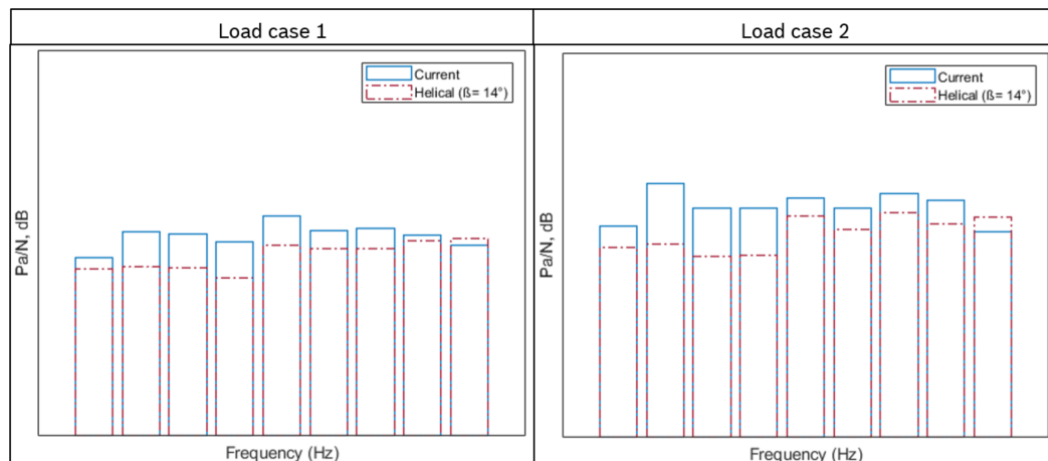 Load case 1
Load case 2
Current
Helical (ß= 14°)
Pa/N, dB
Frequency (Hz)
Current
Helical (ß= 14°)
Pa/N, dB
Frequency (Hz)